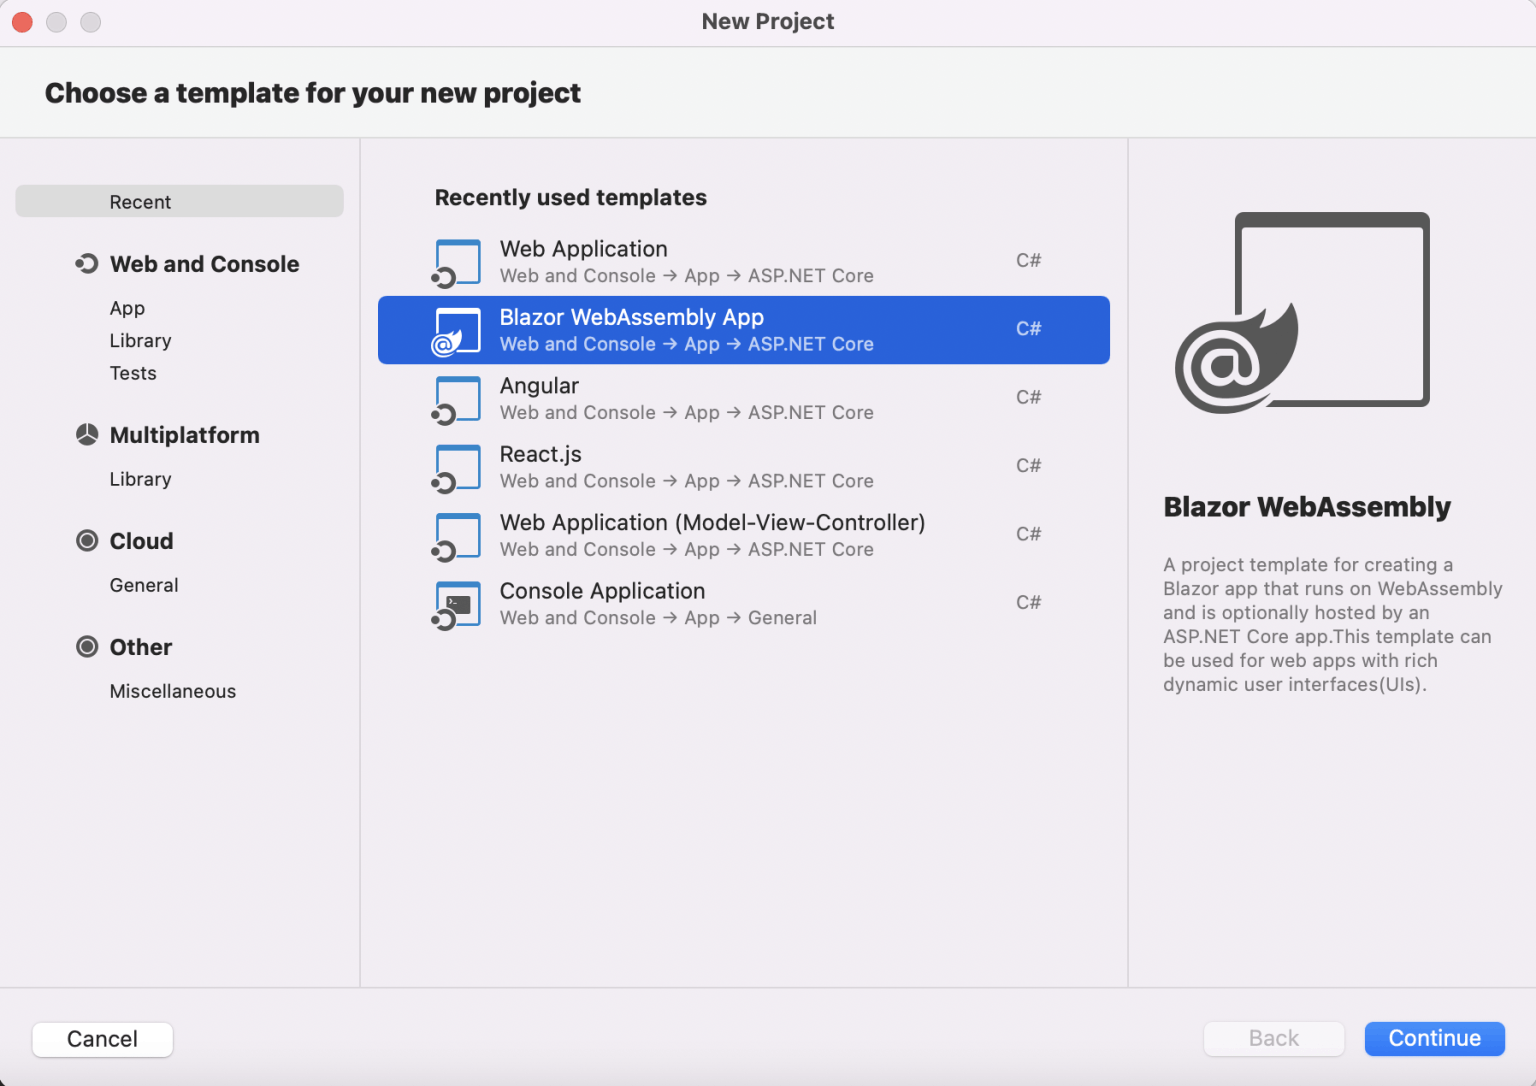 New Project
Choose a template for your new project
Recent
Web and Console
App
Library
Tests
Multiplatform
Library
Cloud
General
Other
Miscellaneous
Recently used templates
Web Application
Web and Console → App → ASP.NET Core
C#
Blazor WebAssembly App
Web and Console → App → ASP.NET Core
C#
Angular
Web and Console → App → ASP.NET Core
C#
React.js
Web and Console → App → ASP.NET Core
C#
Web Application (Model-View-Controller)
Web and Console → App → ASP.NET Core
C#
Console Application
Web and Console → App → General
C#
Blazor WebAssembly
A project template for creating a
Blazor app that runs on WebAssembly
and is optionally hosted by an
ASP.NET Core app.This template can
be used for web apps with rich
dynamic user interfaces(UIs).
Cancel
Back
Continue